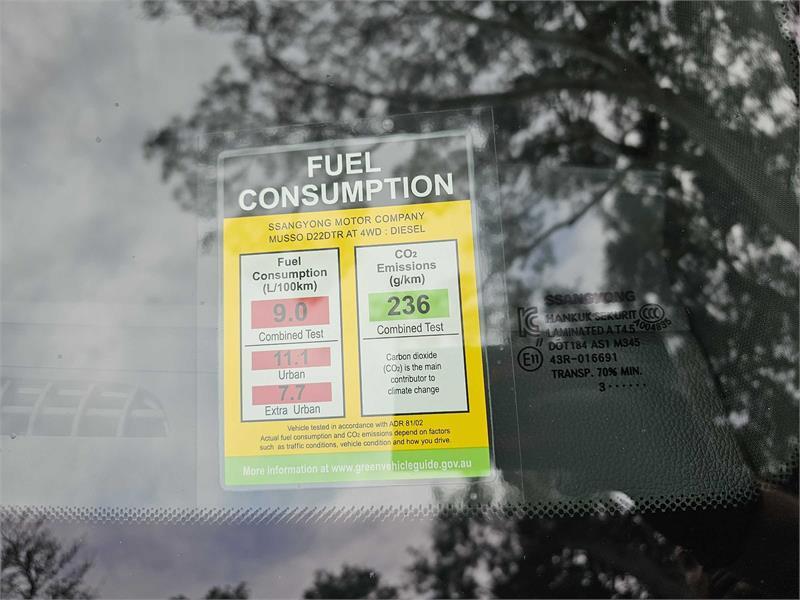 FUEL
CONSUMPTION
SSANGYONG MOTOR COMPANY
MUSSO D22DTR AT 4WD : DIESEL
Fuel
Consumption
(L/100km)
9.0
Combined Test
11.1
Urban
7.7
Extra Urban
CO₂
Emissions
(g/km)
236
Combined Test
Carbon dioxide
(CO₂) is the main
contributor to
climate change
Vehicle tested in accordance with ADR 81/02
Actual fuel consumption and CO₂ emissions depend on factors
such as traffic conditions, vehicle condition and how you drive.
More information at www.greenvehicleguide.gov.au
SSANGYONG
HANKUK SEKURIT
LAMINATED A T4.5
DOT184 AS1 M345
43R-016691
TRANSP. 70% MIN.
3······
E11
CCC